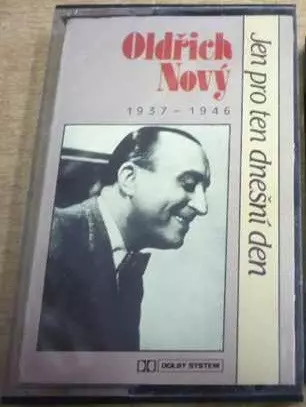 Oldřich
Nový
1937 – 1946
Jen pro ten dnešní den
DOLBY SYSTEM